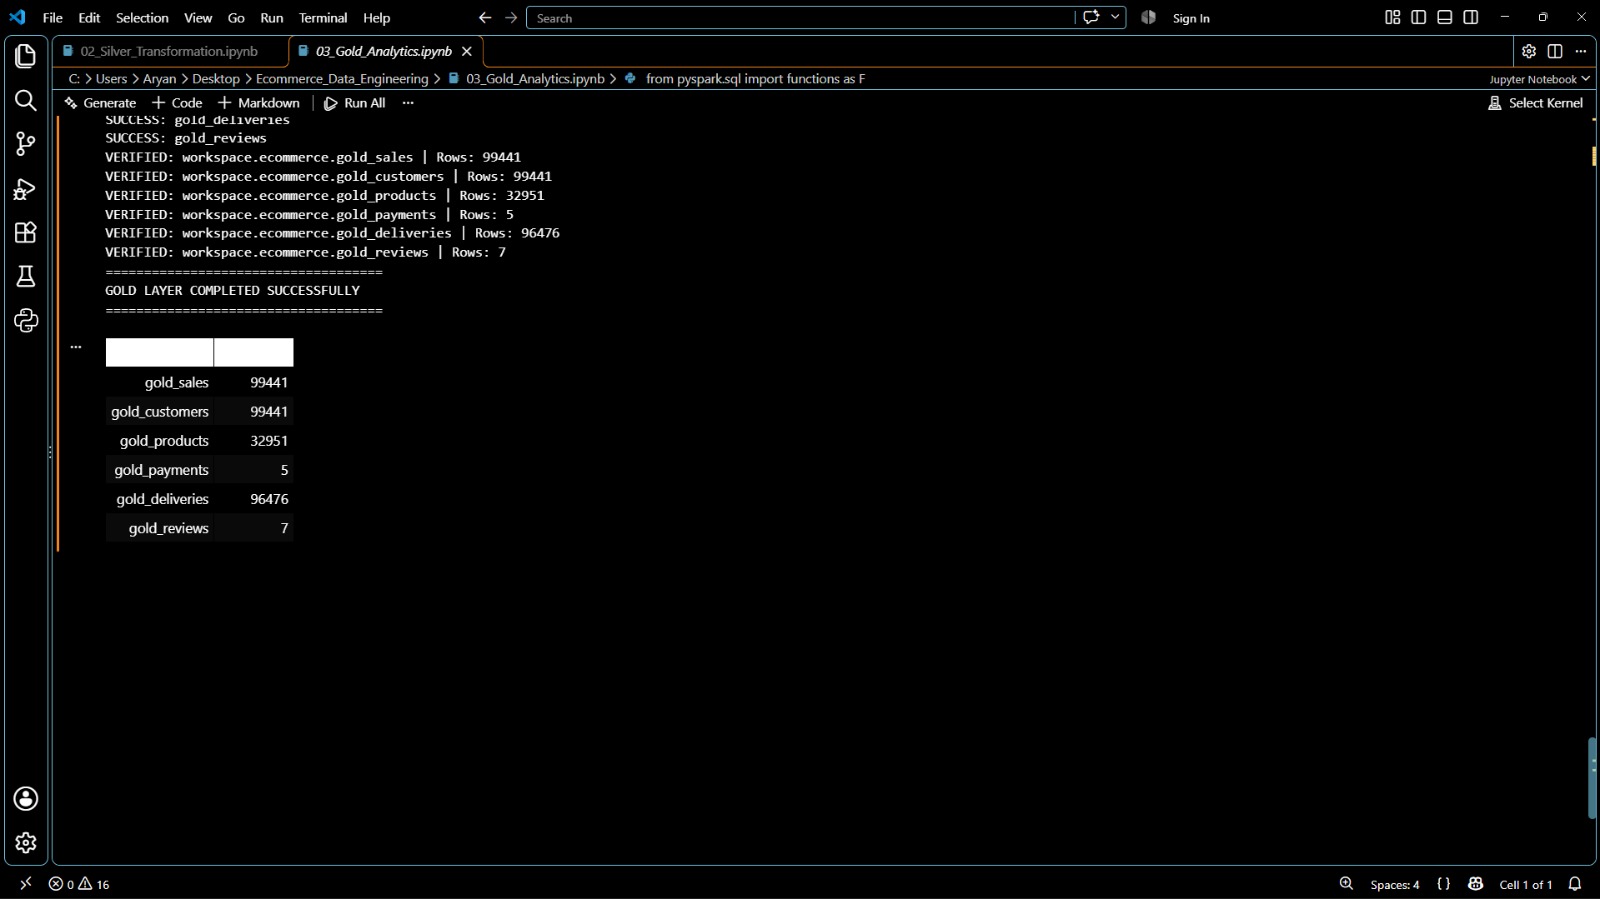 File Edit Selection View Go Run Terminal Help
Search
Sign In
02_Silver_Transformation.ipynb
03_Gold_Analytics.ipynb
C: > Users > Aryan > Desktop > Ecommerce_Data_Engineering > 03_Gold_Analytics.ipynb > from pyspark.sql import functions as F
Jupyter Notebook
Generate + Code + Markdown | Run All ...
Select Kernel
SUCCESS: gold_deliveries
SUCCESS: gold_reviews
VERIFIED: workspace.ecommerce.gold_sales | Rows: 99441
VERIFIED: workspace.ecommerce.gold_customers | Rows: 99441
VERIFIED: workspace.ecommerce.gold_products | Rows: 32951
VERIFIED: workspace.ecommerce.gold_payments | Rows: 5
VERIFIED: workspace.ecommerce.gold_deliveries | Rows: 96476
VERIFIED: workspace.ecommerce.gold_reviews | Rows: 7
====================================
GOLD LAYER COMPLETED SUCCESSFULLY
====================================
gold_sales 99441
gold_customers 99441
gold_products 32951
gold_payments 5
gold_deliveries 96476
gold_reviews 7
0 16
Spaces: 4 {} Cell 1 of 1